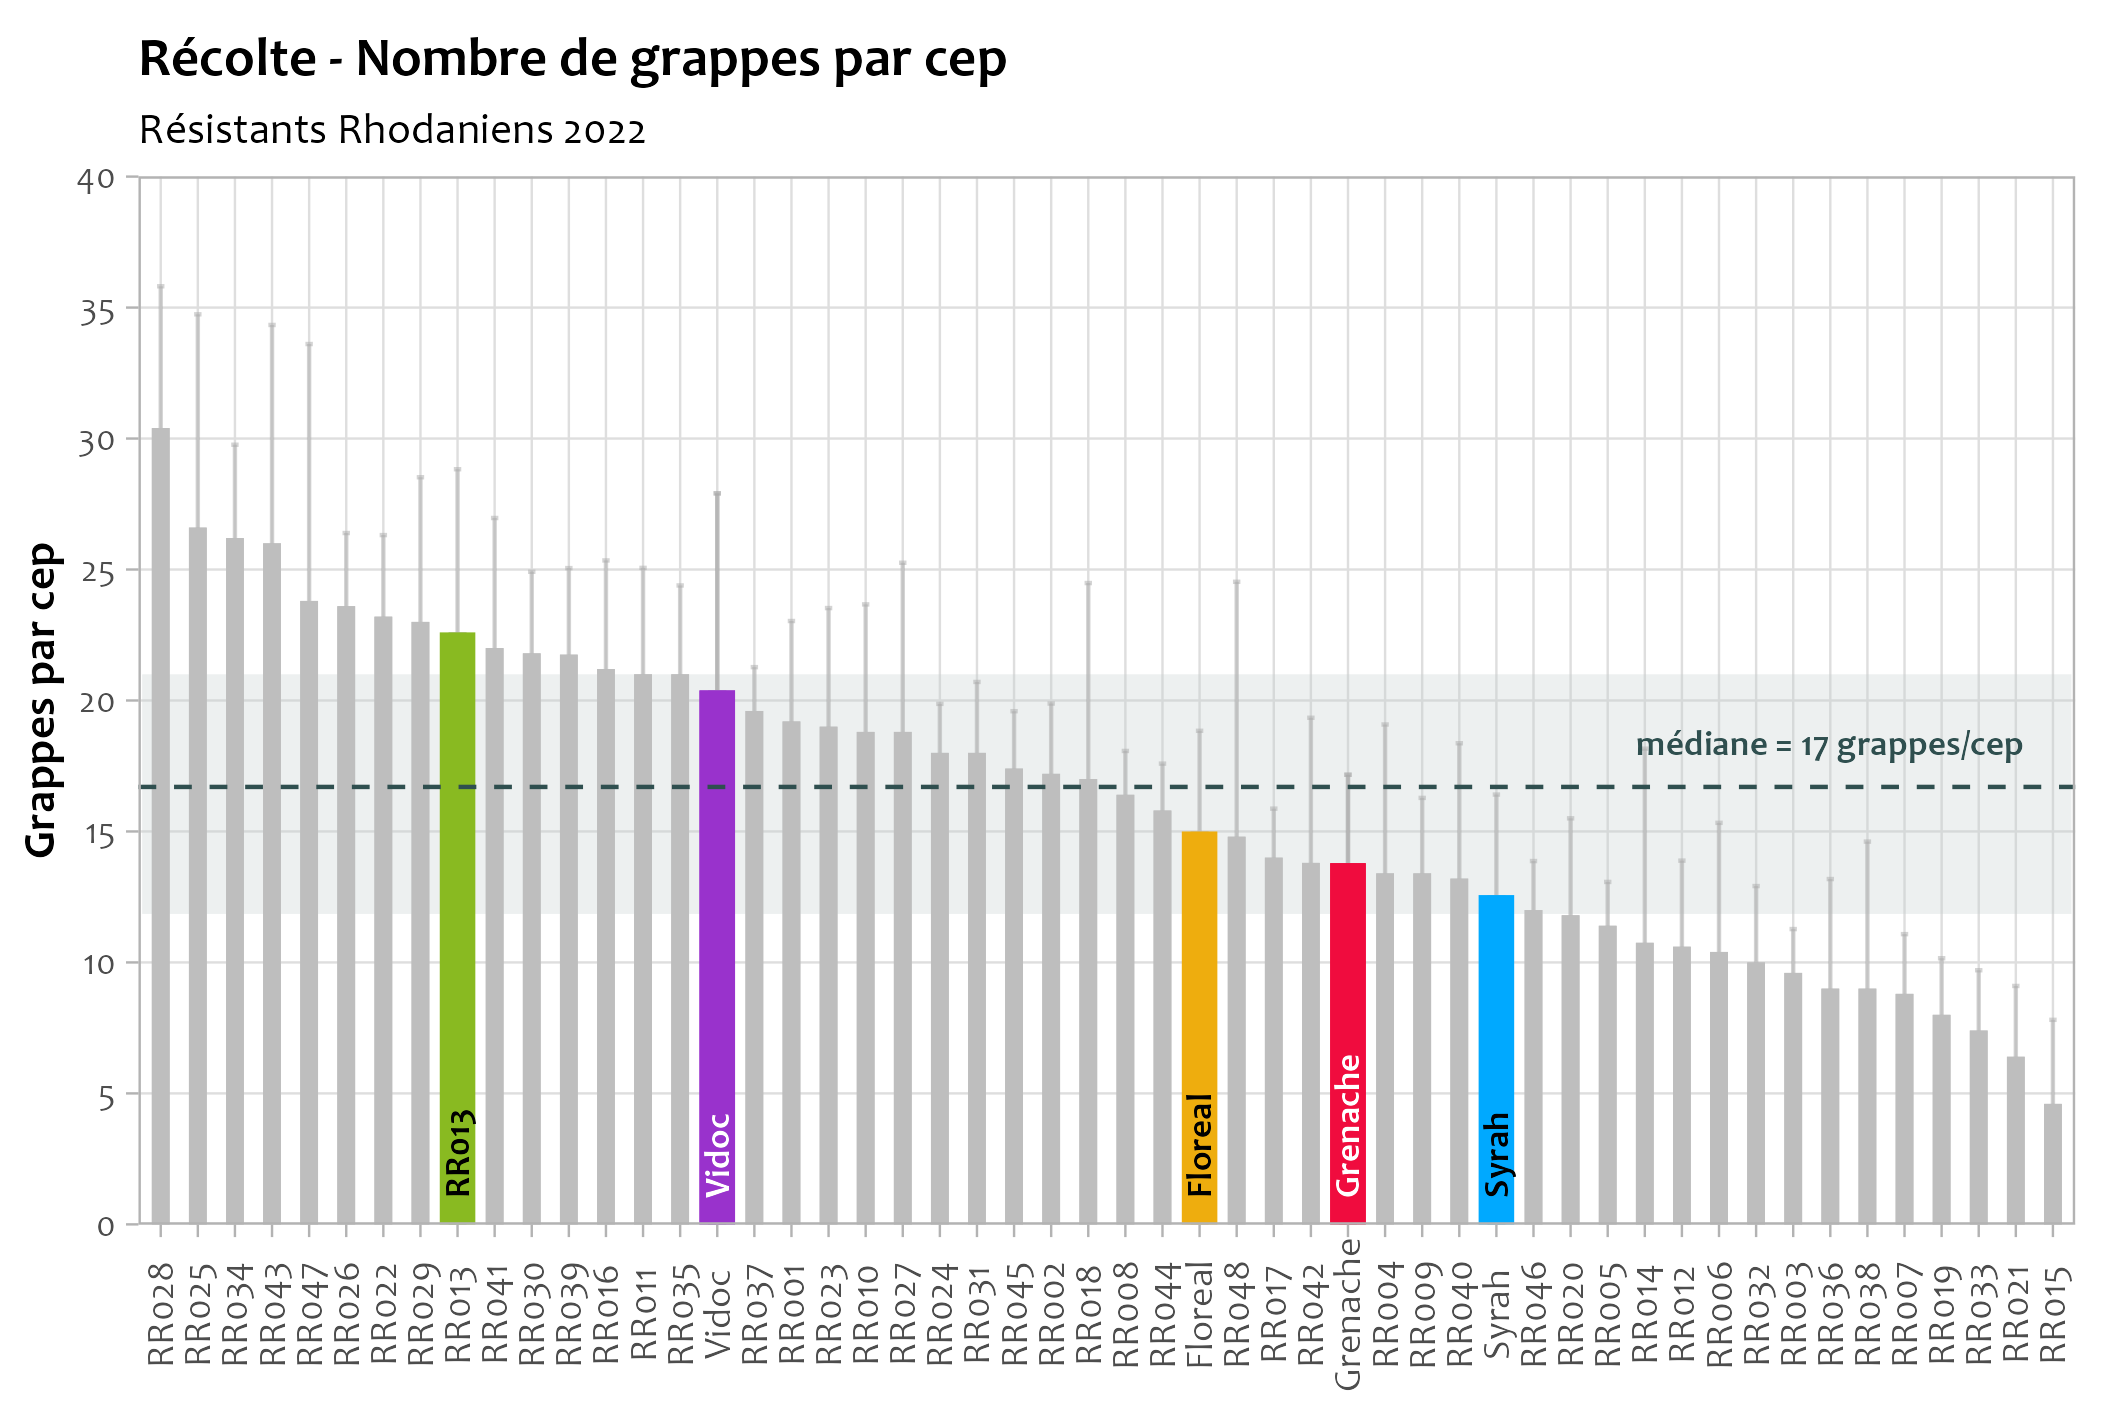 Récolte - Nombre de grappes par cep
Résistants Rhodaniens 2022
Grappes par cep
40
35
30
25
20
15
10
5
0
médiane = 17 grappes/cep
RR013
Vidoc
Floreal
Grenache
Syrah
RR028
RR025
RR034
RR043
RR047
RR026
RR022
RR029
RR013
RR041
RR030
RR039
RR016
RR011
RR035
Vidoc
RR037
RR001
RR023
RR010
RR027
RR024
RR031
RR045
RR002
RR018
RR008
RR044
Floreal
RR048
RR017
RR042
Grenache
RR004
RR009
RR040
Syrah
RR046
RR020
RR005
RR014
RR012
RR006
RR032
RR003
RR036
RR038
RR007
RR019
RR033
RR021
RR015